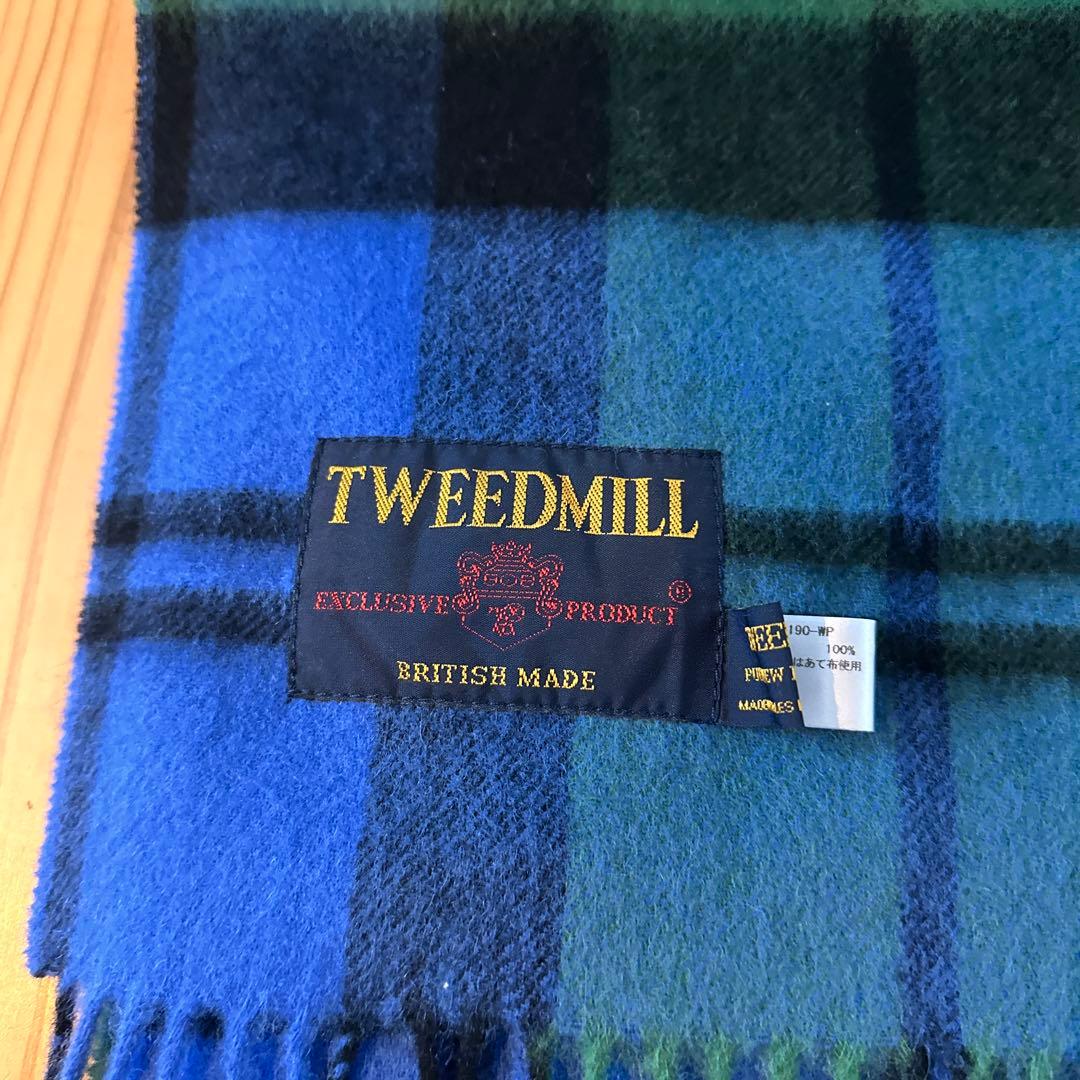 TWEEDMILL
EXCLUSIVE PRODUCT ®
BRITISH MADE
190-WP
100%
はあて布使用